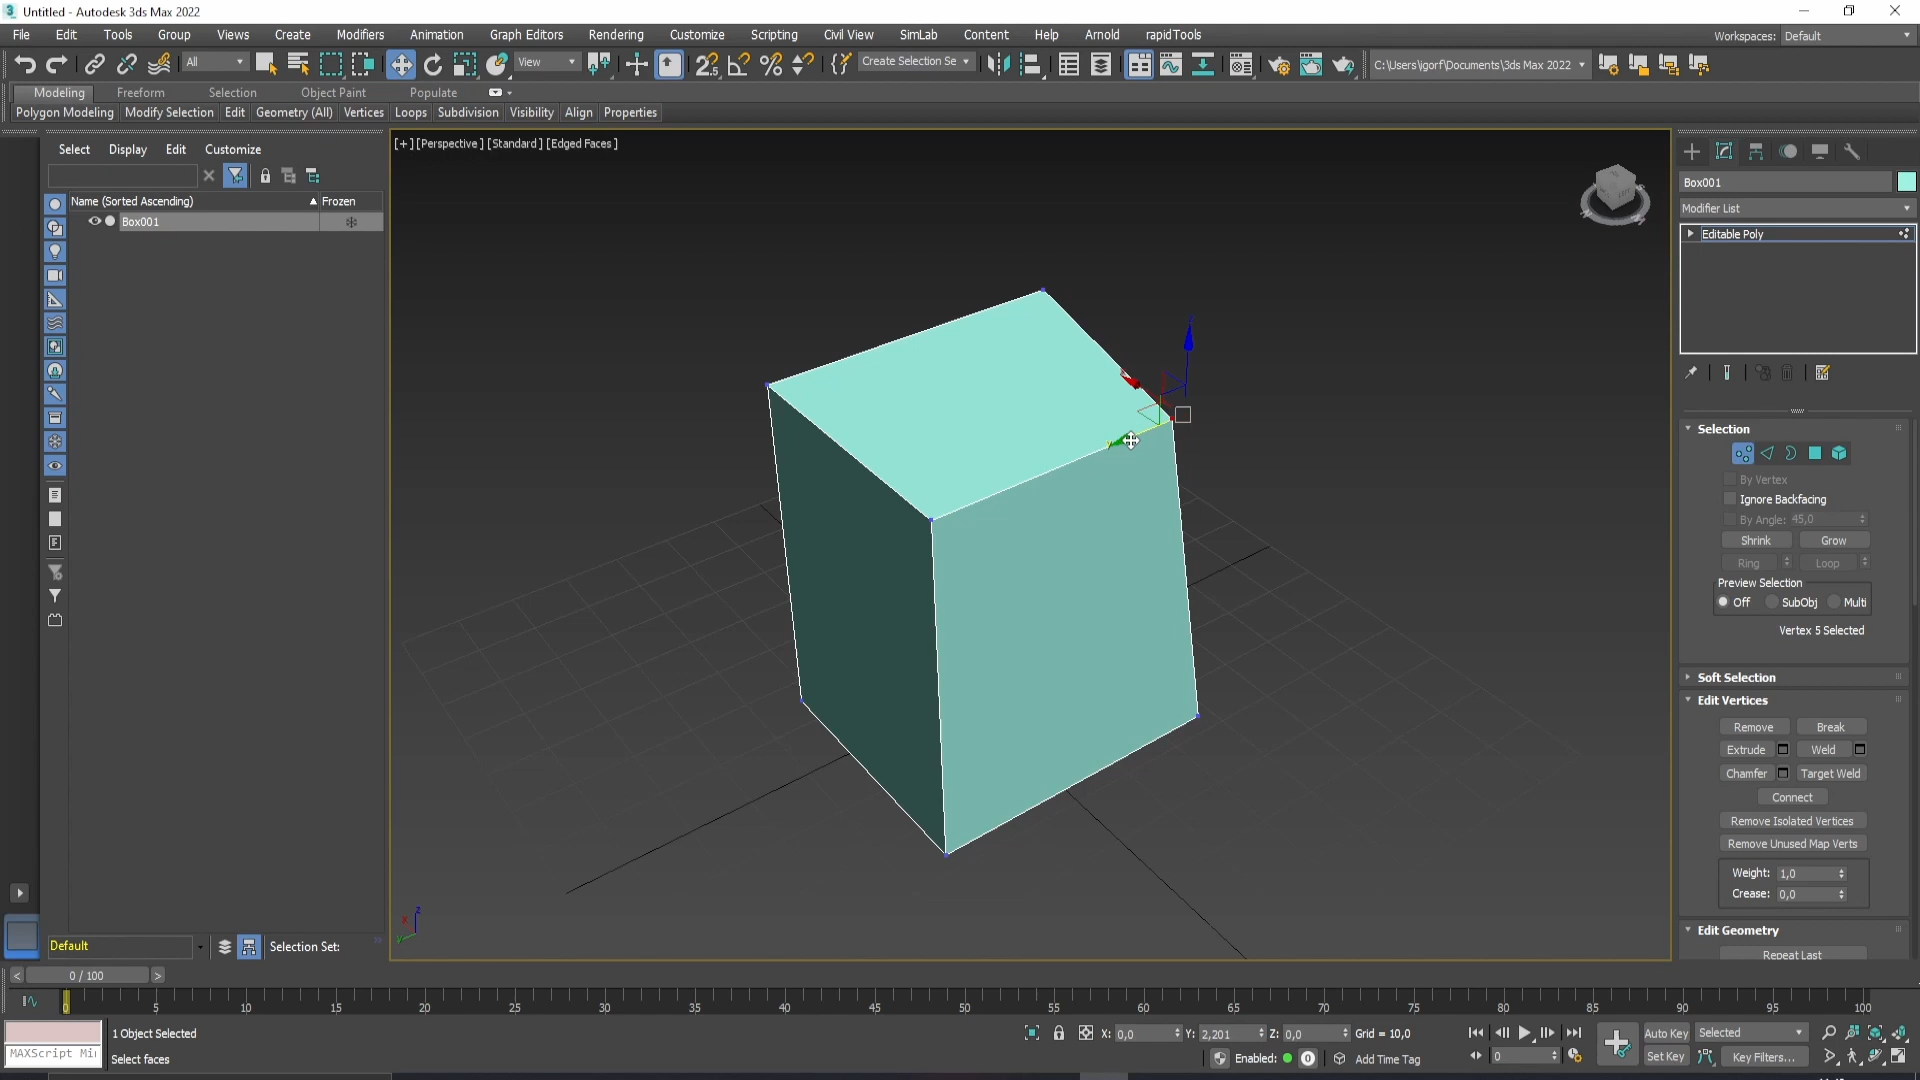 3 Untitled - Autodesk 3ds Max 2022
File Edit Tools Group Views Create Modifiers Animation Graph Editors Rendering Customize Scripting Civil View SimLab Content Help Arnold rapidTools Workspaces: Default
All View Create Selection Se C:\Users\igorf\Documents\3ds Max 2022
Modeling Freeform Selection Object Paint Populate
Polygon Modeling Modify Selection Edit Geometry (All) Vertices Loops Subdivision Visibility Align Properties
Select Display Edit Customize
Name (Sorted Ascending) Frozen
Box001
[+] [Perspective] [Standard] [Edged Faces]
Box001
Modifier List
Editable Poly
Selection
By Vertex
Ignore Backfacing
By Angle: 45,0
Shrink Grow
Ring Loop
Preview Selection
Off SubObj Multi
Vertex 5 Selected
Soft Selection
Edit Vertices
Remove Break
Extrude Weld
Chamfer Target Weld
Connect
Remove Isolated Vertices
Remove Unused Map Verts
Weight: 1,0
Crease: 0,0
Edit Geometry
Repeat Last
z
x
y
Default Selection Set:
< 0 / 100 >
0 5 10 15 20 25 30 35 40 45 50 55 60 65 70 75 80 85 90 95 100
1 Object Selected X: 0,0 Y: 2,201 Z: 0,0 Grid = 10,0 Auto Key Selected
MAXScript Mi Select faces Enabled: 0 Add Time Tag 0 Set Key Key Filters...